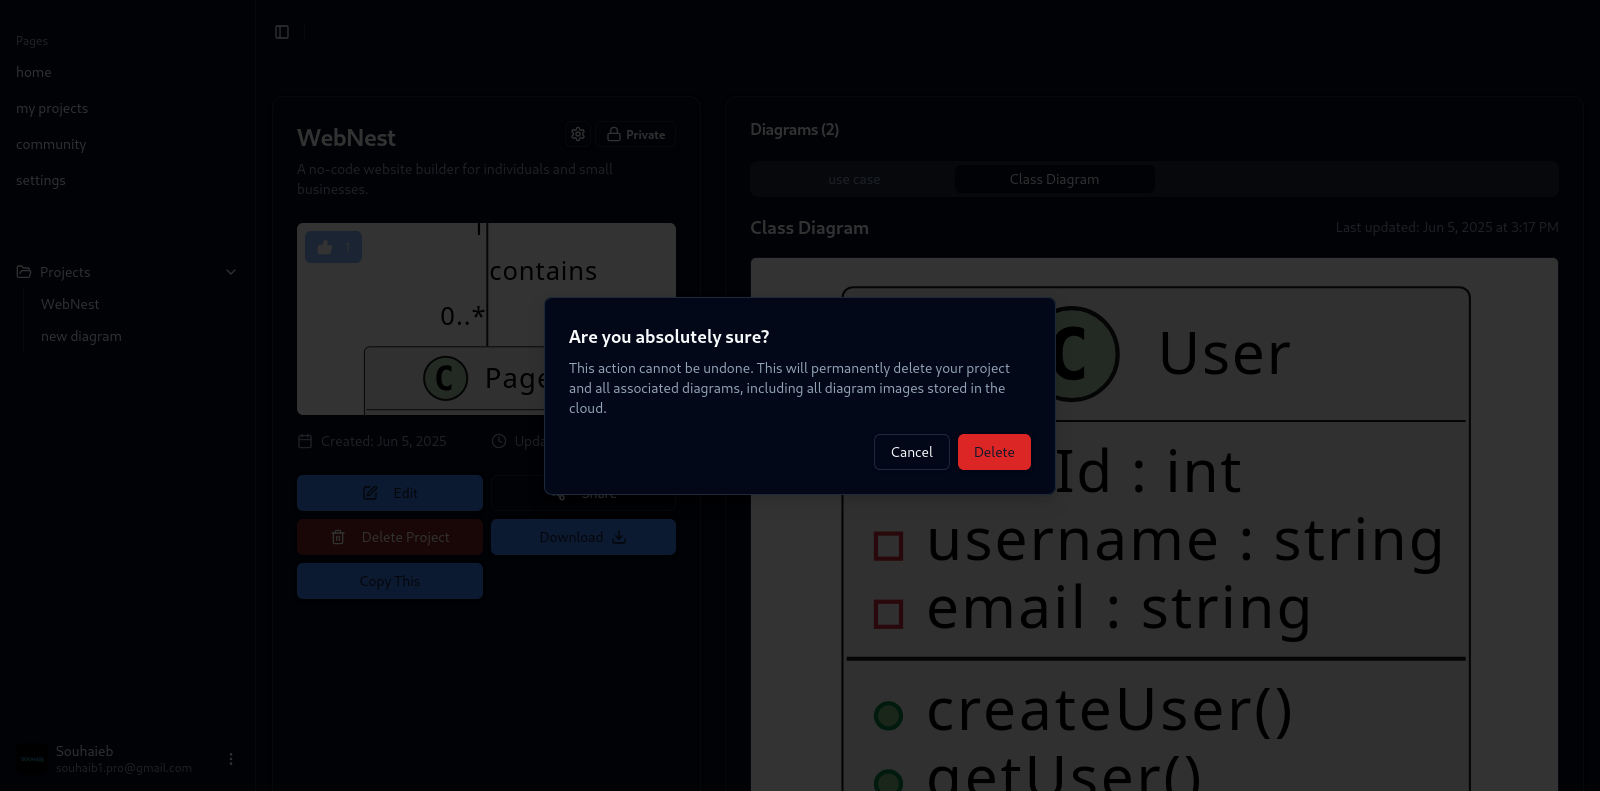 Pages
home
my projects
community
settings
Projects
WebNest
new diagram
Souhaieb
souhaib1.pro@gmail.com
WebNest
Private
A no-code website builder for individuals and small
businesses.
1
1
contains
0..*
C
Page
Created: Jun 5, 2025
Upda
Edit
Share
Delete Project
Download
Copy This
Diagrams (2)
use case
Class Diagram
Class Diagram
Last updated: Jun 5, 2025 at 3:17 PM
C
User
Id : int
username : string
email : string
createUser()
getUser()
Are you absolutely sure?
This action cannot be undone. This will permanently delete your project
and all associated diagrams, including all diagram images stored in the
cloud.
Cancel
Delete